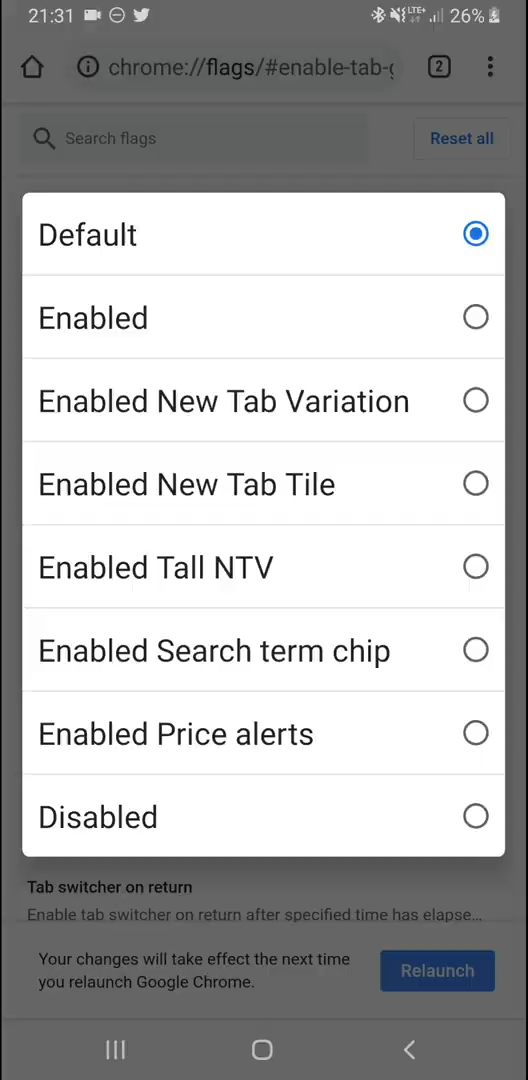 21:31 LTE+ 26%
chrome://flags/#enable-tab-g 2
Search flags Reset all
Default
Enabled
Enabled New Tab Variation
Enabled New Tab Tile
Enabled Tall NTV
Enabled Search term chip
Enabled Price alerts
Disabled
Tab switcher on return
Enable tab switcher on return after specified time has elapse...
Your changes will take effect the next time
you relaunch Google Chrome.
Relaunch